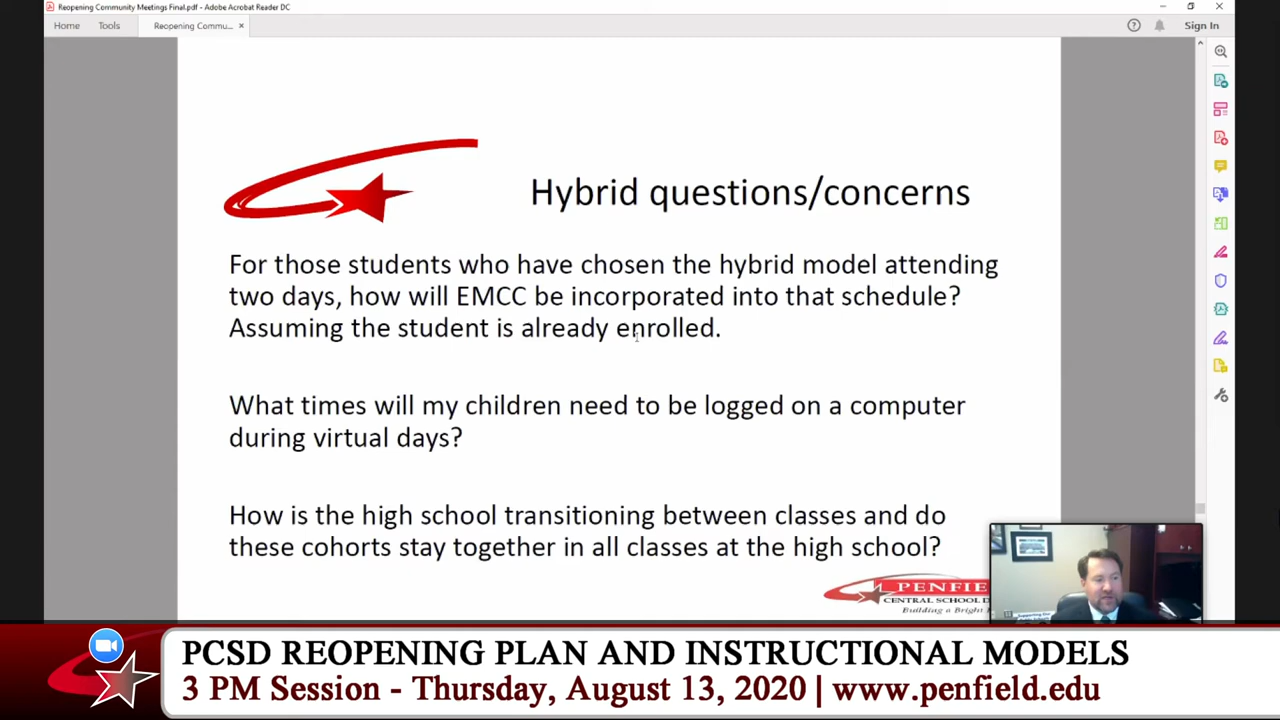 Reopening Community Meetings Final.pdf - Adobe Acrobat Reader DC
Home Tools Reopening Commu... × Sign In
Hybrid questions/concerns
For those students who have chosen the hybrid model attending
two days, how will EMCC be incorporated into that schedule?
Assuming the student is already enrolled.
What times will my children need to be logged on a computer
during virtual days?
How is the high school transitioning between classes and do
these cohorts stay together in all classes at the high school?
PENFIE
CENTRAL SCHOOL D
Building a Bright
PCSD REOPENING PLAN AND INSTRUCTIONAL MODELS
3 PM Session - Thursday, August 13, 2020 | www.penfield.edu